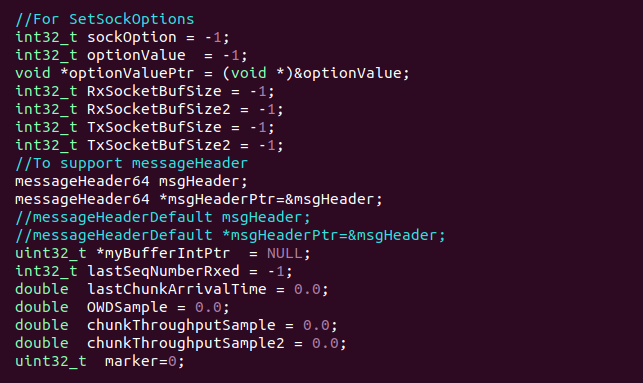 //For SetSockOptions
int32_t sockOption = -1;
int32_t optionValue  = -1;
void *optionValuePtr = (void *)&optionValue;
int32_t RxSocketBufSize = -1;
int32_t RxSocketBufSize2 = -1;
int32_t TxSocketBufSize = -1;
int32_t TxSocketBufSize2 = -1;
//To support messageHeader
messageHeader64 msgHeader;
messageHeader64 *msgHeaderPtr=&msgHeader;
//messageHeaderDefault msgHeader;
//messageHeaderDefault *msgHeaderPtr=&msgHeader;
uint32_t *myBufferIntPtr  = NULL;
int32_t lastSeqNumberRxed = -1;
double  lastChunkArrivalTime = 0.0;
double  OWDSample = 0.0;
double  chunkThroughputSample = 0.0;
double  chunkThroughputSample2 = 0.0;
uint32_t  marker=0;